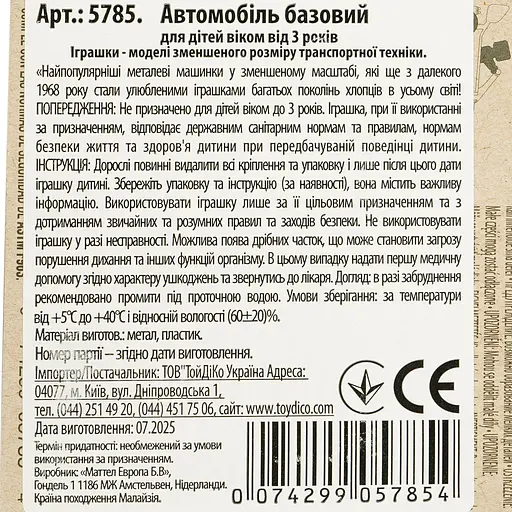 Арт.: 5785. Автомобіль базовий
для дітей віком від 3 років
Іграшки - моделі зменшеного розміру транспортної техніки.
«Найпопулярніші металеві машинки у зменшеному масштабі, які ще з далекого
1968 року стали улюбленими іграшками багатьох поколінь хлопців в усьому світі!
ПОПЕРЕДЖЕННЯ: Не призначено для дітей віком до 3 років. Іграшка, при її використанні
за призначенням, відповідає державним санітарним нормам та правилам, нормам
безпеки життя та здоров'я дитини при передбачуваній поведінці дитини.
ІНСТРУКЦІЯ: Дорослі повинні видалити всі кріплення та упаковку і лише після цього дати
іграшку дитині. Збережіть упаковку та інструкцію (за наявності), вона містить важливу
інформацію. Використовувати іграшку лише за її цільовим призначенням та з
дотриманням звичайних та розумних правил та заходів безпеки. Не використовувати
іграшку у разі несправності. Можлива поява дрібних часток, що може становити загрозу
порушення дихання та інших функцій організму. В цьому випадку надати першу медичну
допомогу згідно характеру ушкоджень та звернутись до лікаря. Догляд: в разі забруднення
рекомендовано промити під проточною водою. Умови зберігання: за температури
від +5°С до +40°С і відносній вологості (60±20)%.
Матеріал виготов.: метал, пластик.
Номер партії – згідно дати виготовлення.
Імпортер/Постачальник: ТОВ"ТойДіКо Україна Адреса:
04077, м. Київ, вул. Дніпроводська 1,
тел. (044) 251 49 20, (044) 451 75 06, сайт: www.toydico.com
Дата виготовлення: 07.2025
Термін придатності: необмежений за умови
використання за призначенням.
Виробник: «Маттел Европа Б.В»
Гондель 1 1186 МЖ Амстельвен, Нідерланди.
Країна походження Малайзія.
CE
0 074299 057854